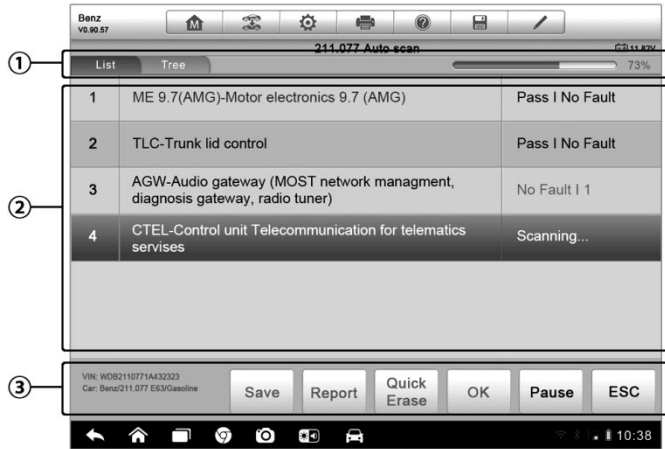 Benz
V0.90.57
211.077 Auto scan
11.82V
①
List Tree 73%
②
1 ME 9.7(AMG)-Motor electronics 9.7 (AMG) Pass I No Fault
2 TLC-Trunk lid control Pass I No Fault
3 AGW-Audio gateway (MOST network managment,
diagnosis gateway, radio tuner) No Fault I 1
4 CTEL-Control unit Telecommunication for telematics
servises Scanning...
③
VIN: WDB2110771A432323
Car: Benz/211.077 E63/Gasoline
Save Report Quick
Erase OK Pause ESC
10:38